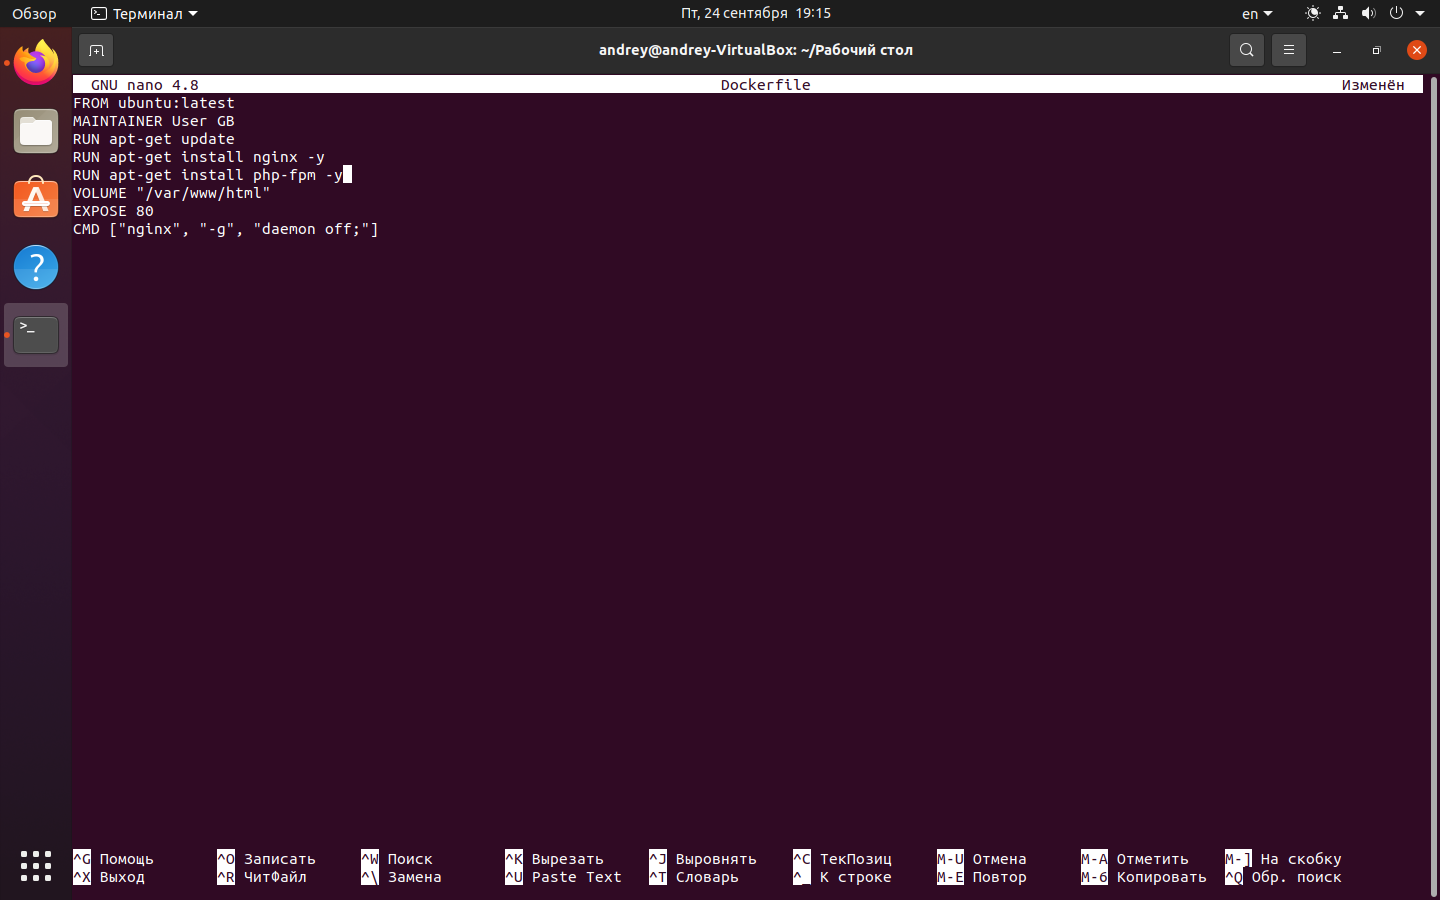 Обзор Терминал Пт, 24 сентября 19:15 en
andrey@andrey-VirtualBox: ~/Рабочий стол
GNU nano 4.8 Dockerfile Изменён
FROM ubuntu:latest
MAINTAINER User GB
RUN apt-get update
RUN apt-get install nginx -y
RUN apt-get install php-fpm -y
VOLUME "/var/www/html"
EXPOSE 80
CMD ["nginx", "-g", "daemon off;"]
^G Помощь ^O Записать ^W Поиск ^K Вырезать ^J Выровнять ^C ТекПозиц M-U Отмена M-A Отметить M-] На скобку
^X Выход ^R ЧитФайл ^\ Замена ^U Paste Text ^T Словарь ^_ К строке M-E Повтор M-6 Копировать ^Q Обр. поиск